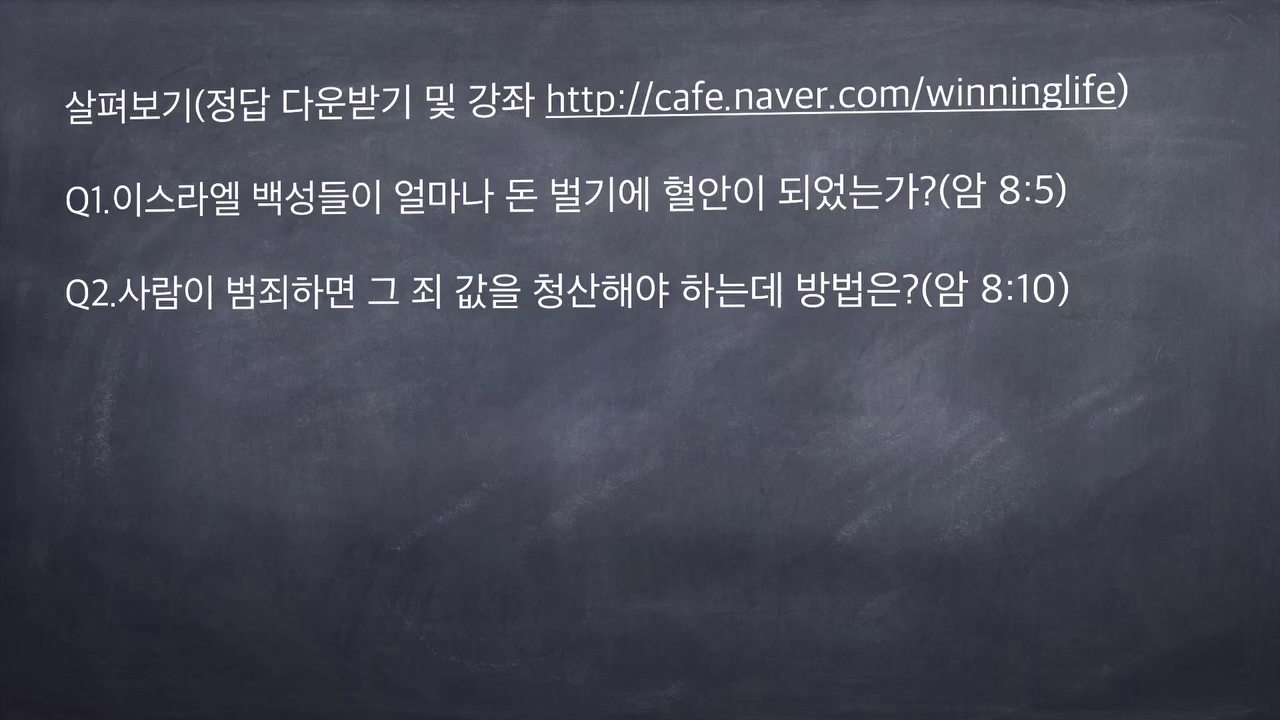 살펴보기(정답 다운받기 및 강좌 http://cafe.naver.com/winninglife)
Q1.이스라엘 백성들이 얼마나 돈 벌기에 혈안이 되었는가?(암 8:5)
Q2.사람이 범죄하면 그 죄 값을 청산해야 하는데 방법은?(암 8:10)